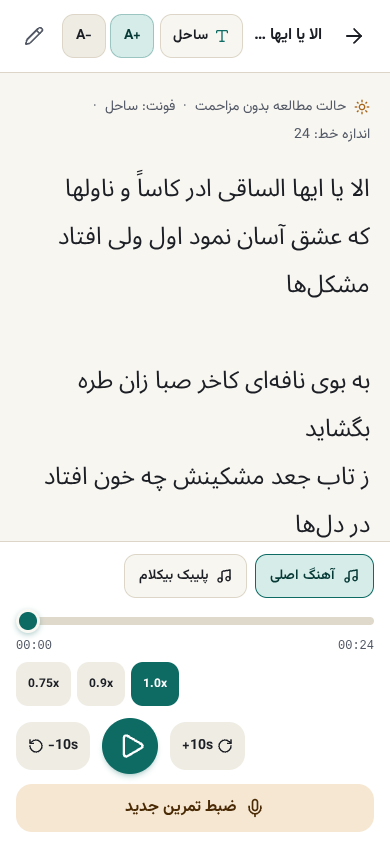 الا یا ایها ...
ساحل
A+
A-
حالت مطالعه بدون مزاحمت · فونت: ساحل ·
اندازه خط: 24
الا یا ایها الساقی ادر کاساً و ناولها
که عشق آسان نمود اول ولی افتاد
مشکل‌ها
به بوی نافه‌ای کاخر صبا زان طره
بگشاید
ز تاب جعد مشکینش چه خون افتاد
در دل‌ها
آهنگ اصلی
پلیبک بیکلام
00:00
00:24
0.75x
0.9x
1.0x
-10s
+10s
ضبط تمرین جدید